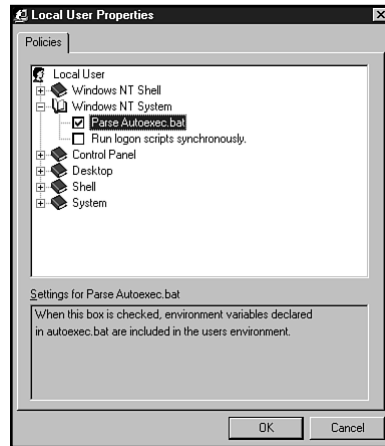 Local User Properties
Policies
Local User
Windows NT Shell
Windows NT System
Parse Autoexec.bat
Run logon scripts synchronously.
Control Panel
Desktop
Shell
System
Settings for Parse Autoexec.bat
When this box is checked, environment variables declared
in autoexec.bat are included in the users environment.
OK
Cancel